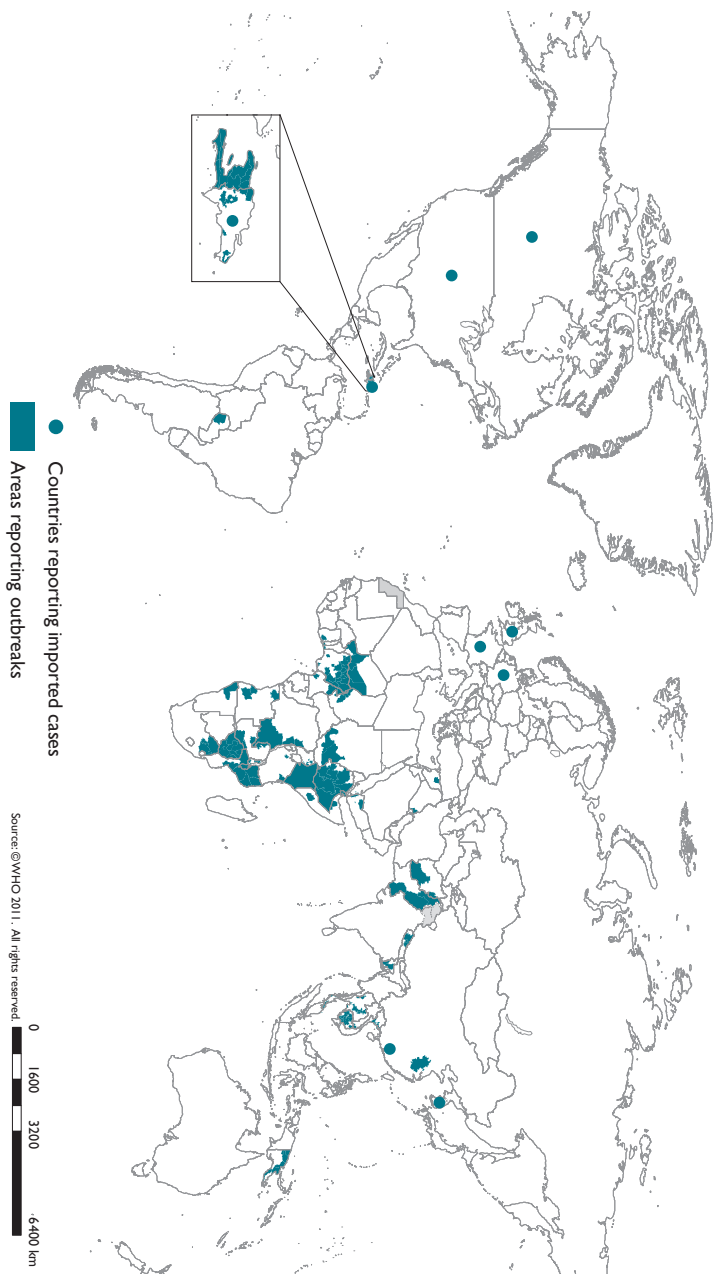 Countries reporting imported cases
Areas reporting outbreaks
Source: ©WHO 2011. All rights reserved.
0 1600 3200 6400 km